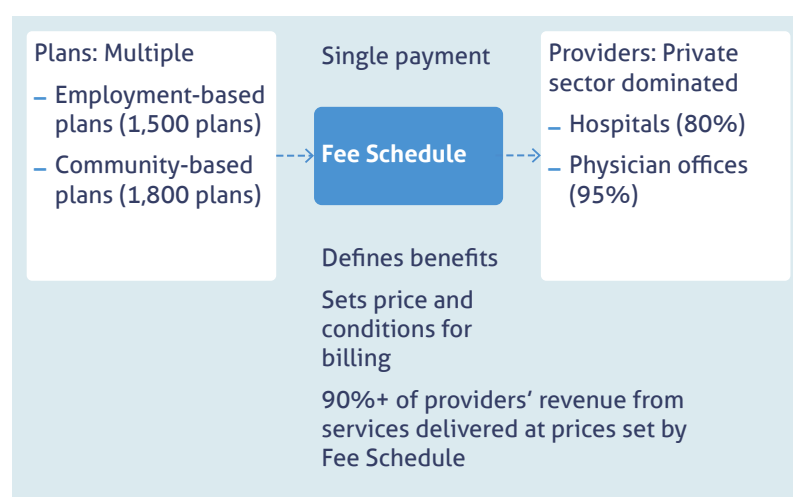 Plans: Multiple
– Employment-based
plans (1,500 plans)
– Community-based
plans (1,800 plans)
Single payment
Fee Schedule
Defines benefits
Sets price and
conditions for
billing
90%+ of providers’ revenue from
services delivered at prices set by
Fee Schedule
Providers: Private
sector dominated
– Hospitals (80%)
– Physician offices
(95%)